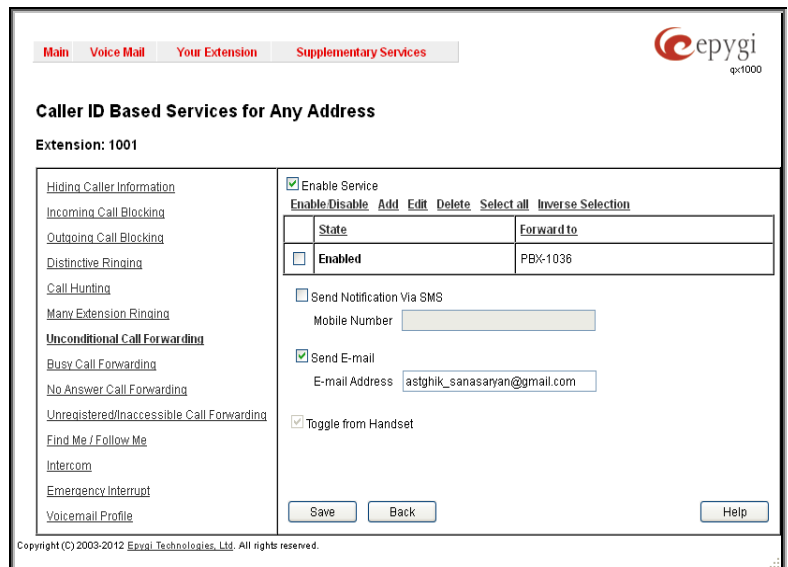 Main Voice Mail Your Extension Supplementary Services
epygi
qx1000
Caller ID Based Services for Any Address
Extension: 1001
Hiding Caller Information
Incoming Call Blocking
Outgoing Call Blocking
Distinctive Ringing
Call Hunting
Many Extension Ringing
Unconditional Call Forwarding
Busy Call Forwarding
No Answer Call Forwarding
Unregistered/Inaccessible Call Forwarding
Find Me / Follow Me
Intercom
Emergency Interrupt
Voicemail Profile
Enable Service
Enable/Disable Add Edit Delete Select all Inverse Selection
State Forward to
Enabled PBX-1036
Send Notification Via SMS
Mobile Number
Send E-mail
E-mail Address astghik_sanasaryan@gmail.com
Toggle from Handset
Save Back Help
Copyright (C) 2003-2012 Epygi Technologies, Ltd. All rights reserved.